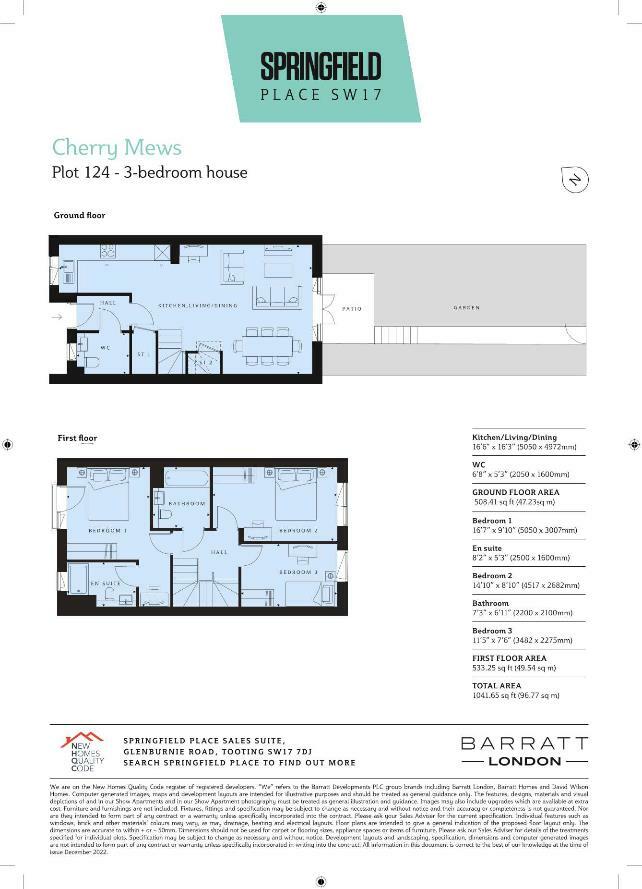 SPRINGFIELD
PLACE SW17
Cherry Mews
Plot 124 - 3-bedroom house
N
Ground floor
HALL
KITCHEN/LIVING/DINING
WC
ST 1
ST 2
PATIO
GARDEN
First floor
BEDROOM 1
BATHROOM
BEDROOM 2
HALL
BEDROOM 3
EN SUITE
Kitchen/Living/Dining
16'6" x 16'3" (5050 x 4972mm)
WC
6'8" x 5'3" (2050 x 1600mm)
GROUND FLOOR AREA
508.41 sq ft (47.23sq m)
Bedroom 1
16'7" x 9'10" (5050 x 3007mm)
En suite
8'2" x 5'3" (2500 x 1600mm)
Bedroom 2
14'10" x 8'10" (4517 x 2682mm)
Bathroom
7'3" x 6'11" (2200 x 2100mm)
Bedroom 3
11'5" x 7'6" (3482 x 2275mm)
FIRST FLOOR AREA
533.25 sq ft (49.54 sq m)
TOTAL AREA
1041.65 sq ft (96.77 sq m)
NEW
HOMES
QUALITY
CODE
SPRINGFIELD PLACE SALES SUITE,
GLENBURNIE ROAD, TOOTING SW17 7DJ
SEARCH SPRINGFIELD PLACE TO FIND OUT MORE
BARRATT
LONDON
We are on the New Homes Quality Code register of registered developers. "We" refers to the Barratt Developments PLC group brands including Barratt London, Barratt Homes and David Wilson
Homes. Computer generated images, maps and development layouts are intended for illustrative purposes and should be treated as general guidance only. The features, designs, materials and visual
depictions of and in our Show Apartments and in our Show Apartment photography must be treated as general illustration and guidance. Images may also include upgrades which are available at extra
cost. Furniture and furnishings are not included. Fixtures, fittings and specification may be subject to change as necessary and without notice and their accuracy or completeness is not guaranteed. Nor
are they intended to form part of any contract or a warranty unless specifically incorporated into the contract. Please ask your Sales Adviser for the current specification. Individual features such as
windows, brick and other materials' colours may vary, as may, drainage, heating and electrical layouts. Floor plans are intended to give a general indication of the proposed floor layout only. The
dimensions are accurate to within + or - 50mm. Dimensions should not be used for carpet or flooring sizes, appliance spaces or items of furniture. Please ask our Sales Adviser for details of the treatments
specified for individual plots. Specification may be subject to change as necessary and without notice. Development layouts and landscaping, specification, dimensions and computer generated images
are not intended to form part of any contract or warranty unless specifically incorporated in writing into the contract. All information in this document is correct to the best of our knowledge at the time of
issue December 2022.